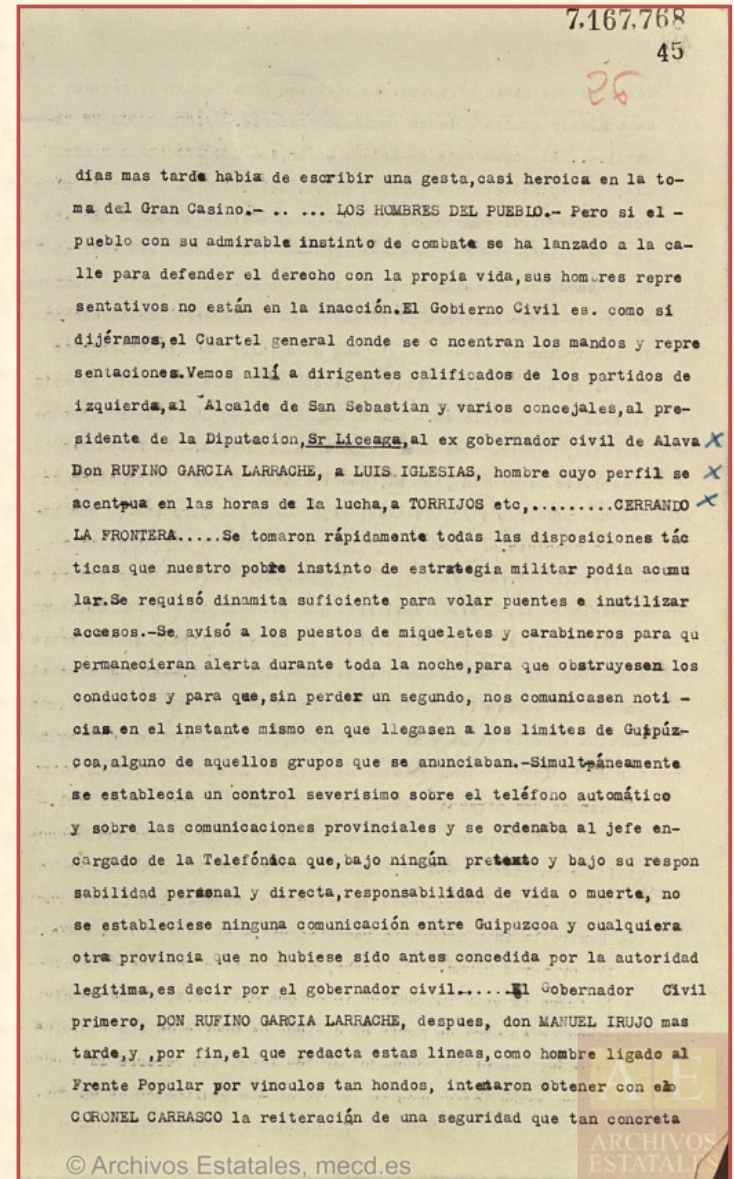 7.167.768
45
56
dias mas tarde habia de escribir una gesta,casi heroica en la to-
ma del Gran Casino.- .. ... LOS HOMBRES DEL PUEBLO.- Pero si el -
pueblo con su admirable instinto de combate se ha lanzado a la ca-
lle para defender el derecho con la propia vida,sus hom res repre
sentativos no están en la inacción.El Gobierno Civil es. como si
dijéramos,el Cuartel general donde se c ncentran los mandos y repre
sentaciones.Vemos allí a dirigentes calificados de los partidos de
izquierda,al Alcalde de San Sebastian y varios concejales,al pre-
sidente de la Diputacion,Sr Liceaga,al ex gobernador civil de Alava X
Don RUFINO GARCIA LARRACHE, a LUIS IGLESIAS, hombre cuyo perfil se X
acentpua en las horas de la lucha,a TORRIJOS etc,.........CERRANDO X
LA FRONTERA.....Se tomaron rápidamente todas las disposiciones tác
ticas que nuestro pobre instinto de estrategia militar podia acumu
lar.Se requisó dinamita suficiente para volar puentes e inutilizar
accesos.-Se avisó a los puestos de miqueletes y carabineros para qu
permanecieran alerta durante toda la noche,para que obstruyesen los
conductos y para que,sin perder un segundo, nos comunicasen noti -
cias en el instante mismo en que llegasen a los limites de Guipúz-
coa,alguno de aquellos grupos que se anunciaban.-Simultpáneamente
se establecia un control severisimo sobre el teléfono automático
y sobre las comunicaciones provinciales y se ordenaba al jefe en-
cargado de la Telefónica que,bajo ningún pretexto y bajo su respon
sabilidad personal y directa,responsabilidad de vida o muerte, no
se estableciese ninguna comunicación entre Guipuzcoa y cualquiera
otra provincia que no hubiese sido antes concedida por la autoridad
legitima,es decir por el gobernador civil......El Gobernador Civil
primero, DON RUFINO GARCIA LARRACHE, despues, don MANUEL IRUJO mas
tarde,y ,por fin,el que redacta estas lineas,como hombre ligado al
Frente Popular por vinculos tan hondos, intentaron obtener con el
CORONEL CARRASCO la reiteración de una seguridad que tan concreta
A E
ARCHIVOS
ESTATALES
© Archivos Estatales, mecd.es